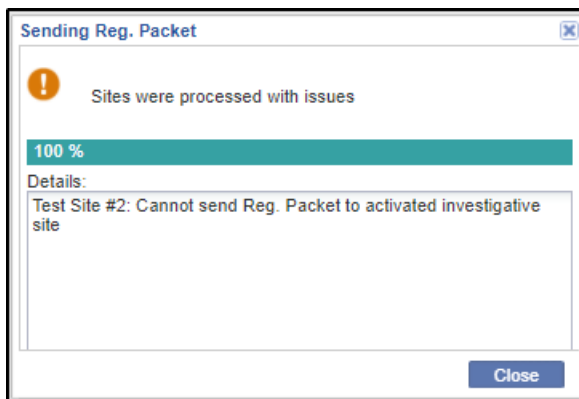 Sending Reg. Packet
Sites were processed with issues
100 %
Details:
Test Site #2: Cannot send Reg. Packet to activated investigative
site
Close